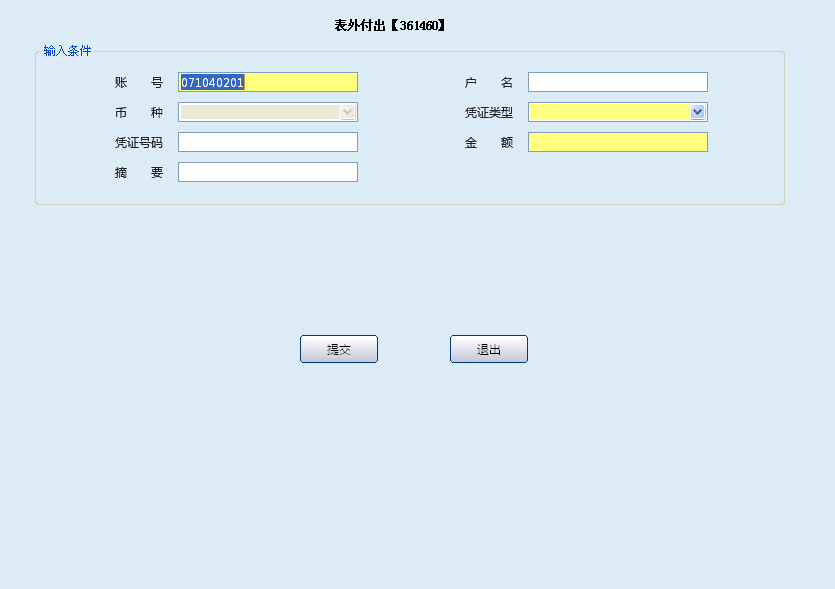 表外付出【361460】
输入条件
账 号 071040201 户 名
币 种 凭证类型
凭证号码 金 额
摘 要
提交 退出